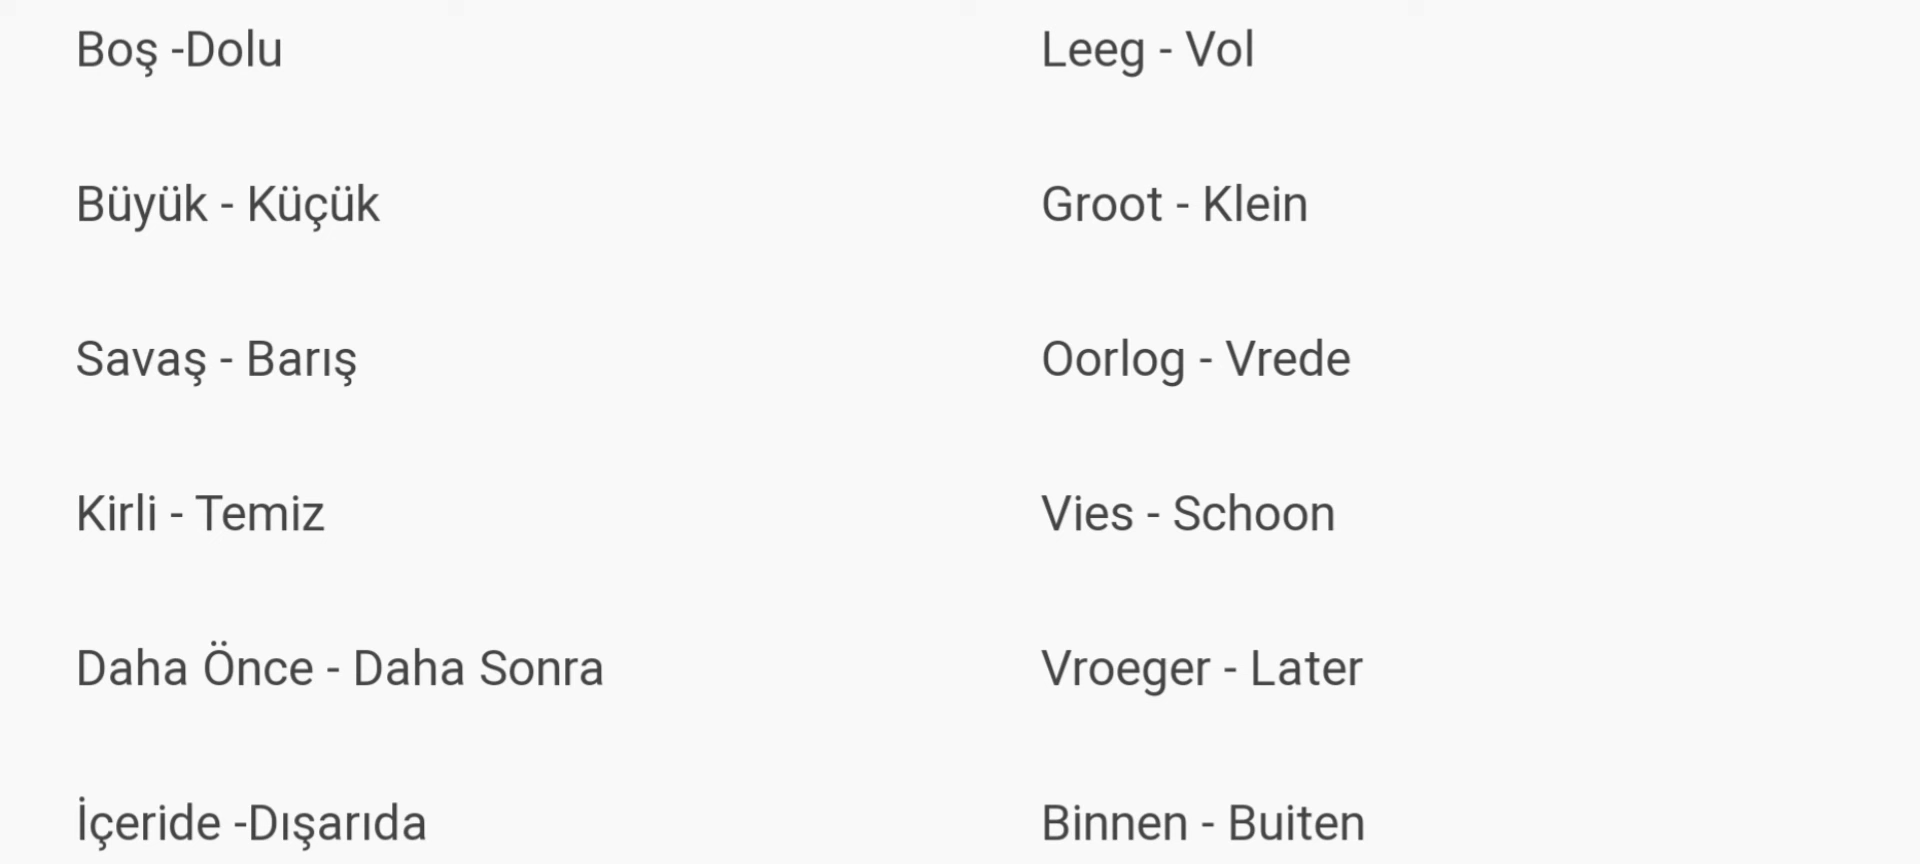 Boş -Dolu Leeg - Vol
Büyük - Küçük Groot - Klein
Savaş - Barış Oorlog - Vrede
Kirli - Temiz Vies - Schoon
Daha Önce - Daha Sonra Vroeger - Later
İçeride -Dışarıda Binnen - Buiten